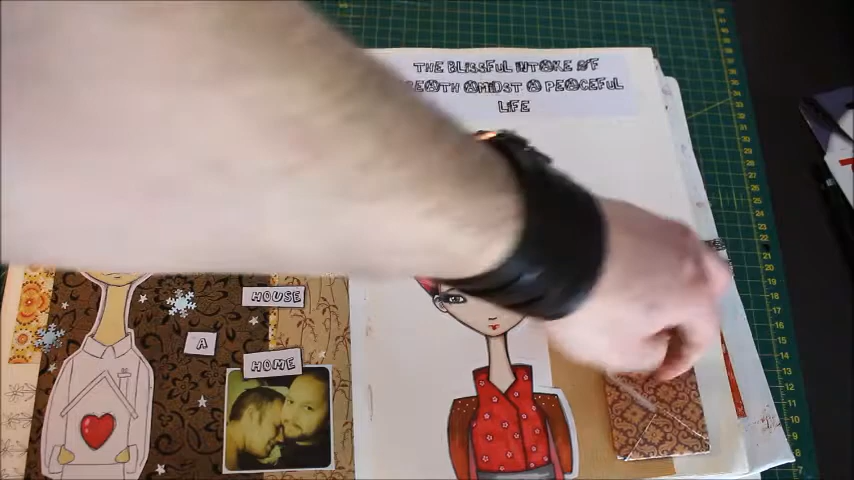 THE BLISSFUL INTAKE OF
AMIDST A PEACEFUL
LIFE
HOUSE
A
HOME